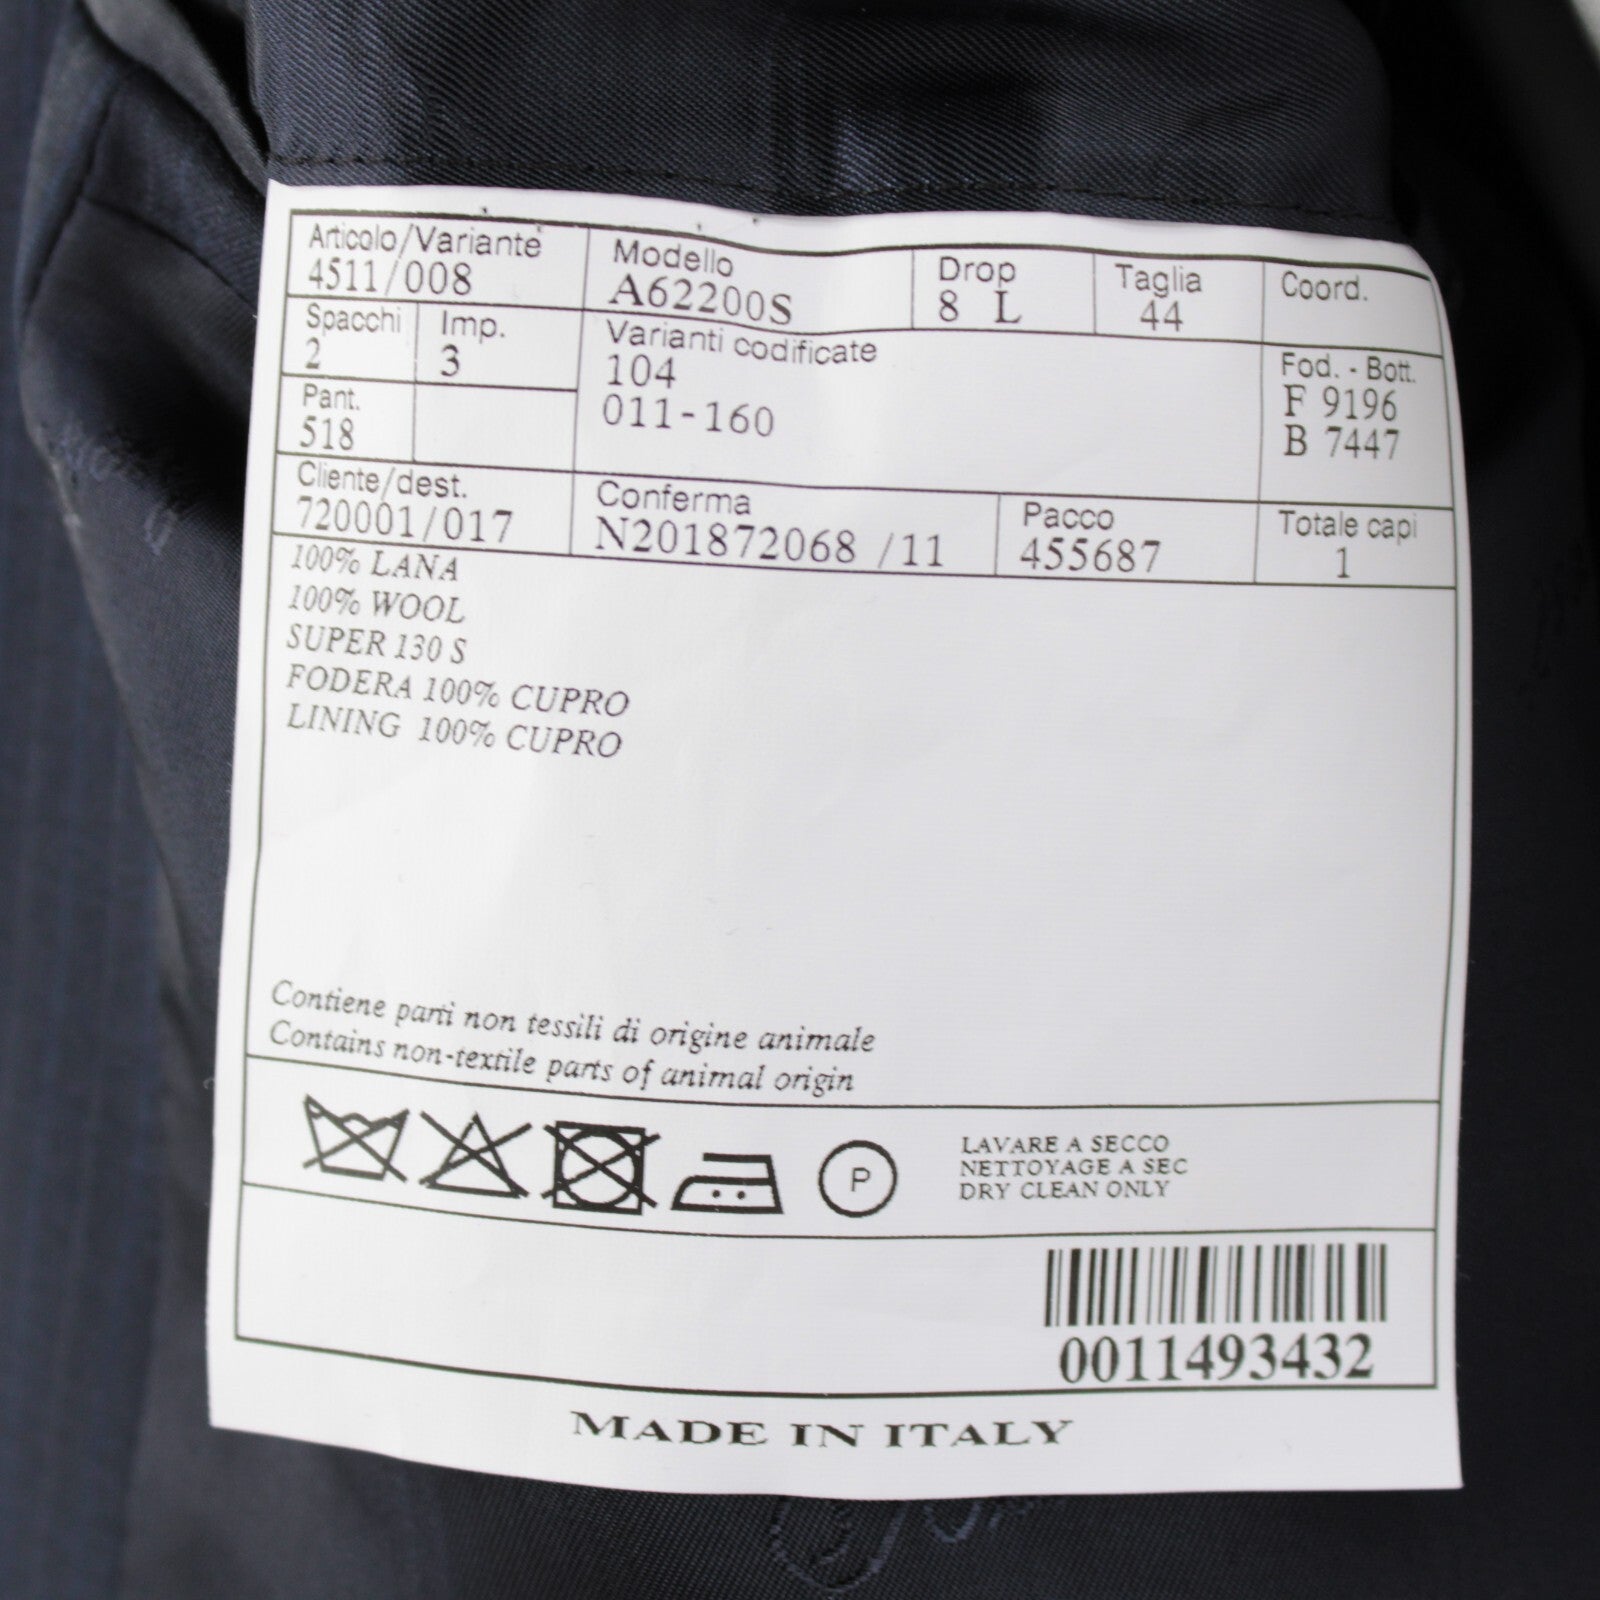 Articolo/Variante Modello Drop Taglia Coord.
4511/008 A62200S 8 L 44
Spacchi Imp. Varianti codificate Fod. - Bott.
2 3 104 F 9196
Pant. 011-160 B 7447
518
Cliente/dest. Conferma Pacco Totale capi
720001/017 N201872068 /11 455687 1
100% LANA
100% WOOL
SUPER 130 S
FODERA 100% CUPRO
LINING 100% CUPRO
Contiene parti non tessili di origine animale
Contains non-textile parts of animal origin
P
LAVARE A SECCO
NETTOYAGE A SEC
DRY CLEAN ONLY
0011493432
MADE IN ITALY